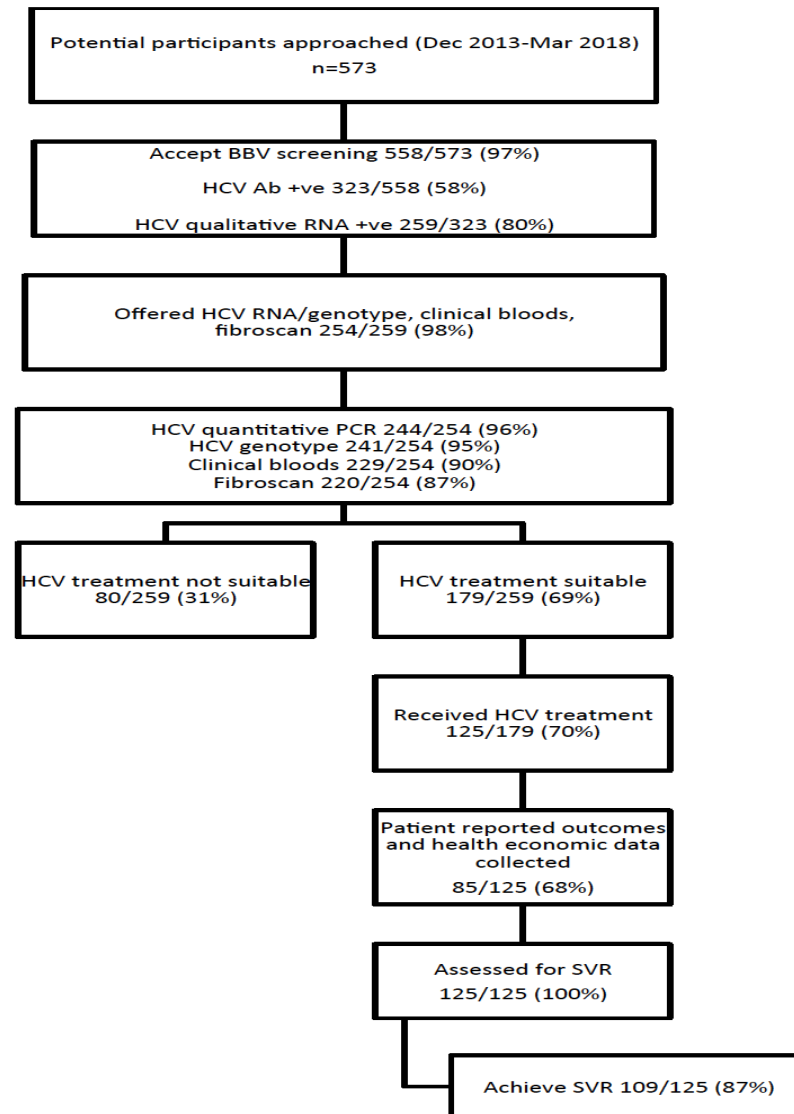 Potential participants approached (Dec 2013-Mar 2018)
n=573
Accept BBV screening 558/573 (97%)
HCV Ab +ve 323/558 (58%)
HCV qualitative RNA +ve 259/323 (80%)
Offered HCV RNA/genotype, clinical bloods,
fibroscan 254/259 (98%)
HCV quantitative PCR 244/254 (96%)
HCV genotype 241/254 (95%)
Clinical bloods 229/254 (90%)
Fibroscan 220/254 (87%)
HCV treatment not suitable
80/259 (31%)
HCV treatment suitable
179/259 (69%)
Received HCV treatment
125/179 (70%)
Patient reported outcomes
and health economic data
collected
85/125 (68%)
Assessed for SVR
125/125 (100%)
Achieve SVR 109/125 (87%)